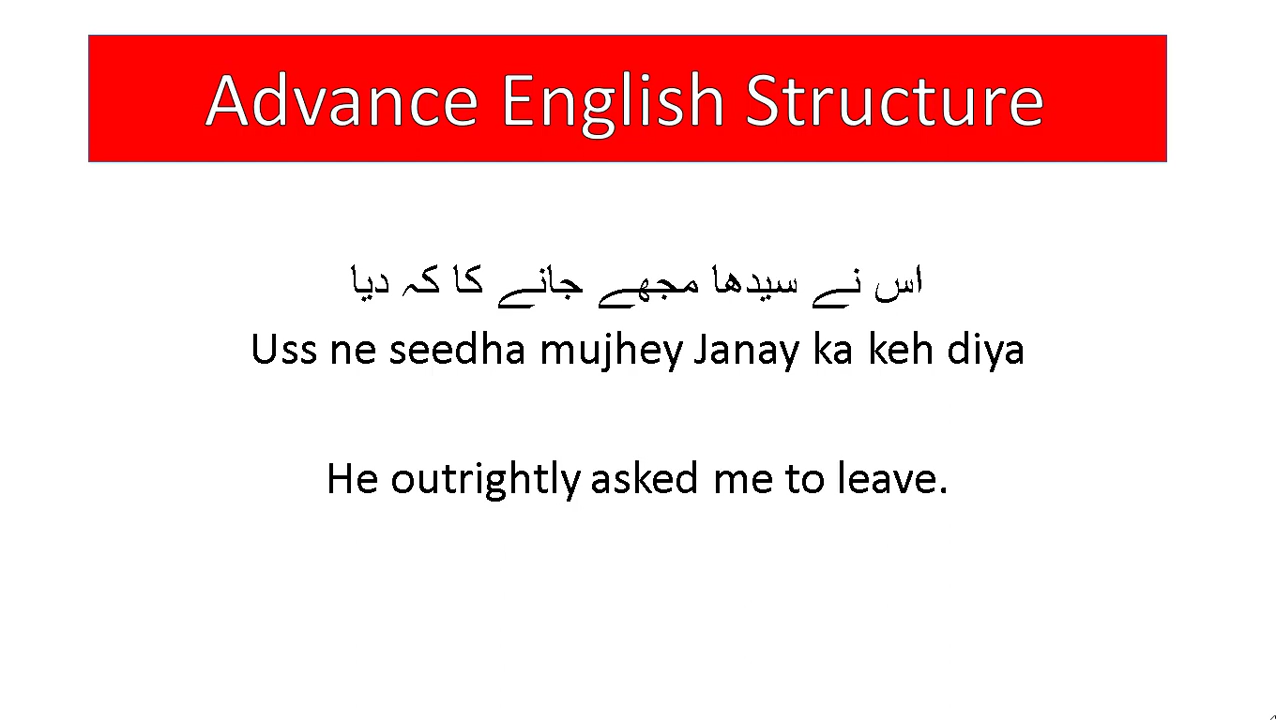 Advance English Structure
اس نے سیدھا مجھے جانے کا کہ دیا
Uss ne seedha mujhey Janay ka keh diya
He outrightly asked me to leave.